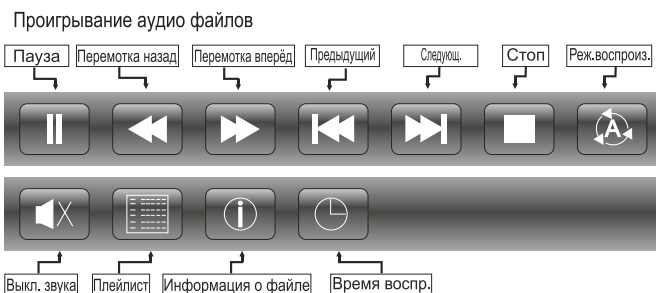 Проигрывание аудио файлов
Пауза Перемотка назад Перемотка вперёд Предыдущий Следующ. Стоп Реж.воспроиз.
A
Выкл. звука Плейлист Информация о файле Время воспр.